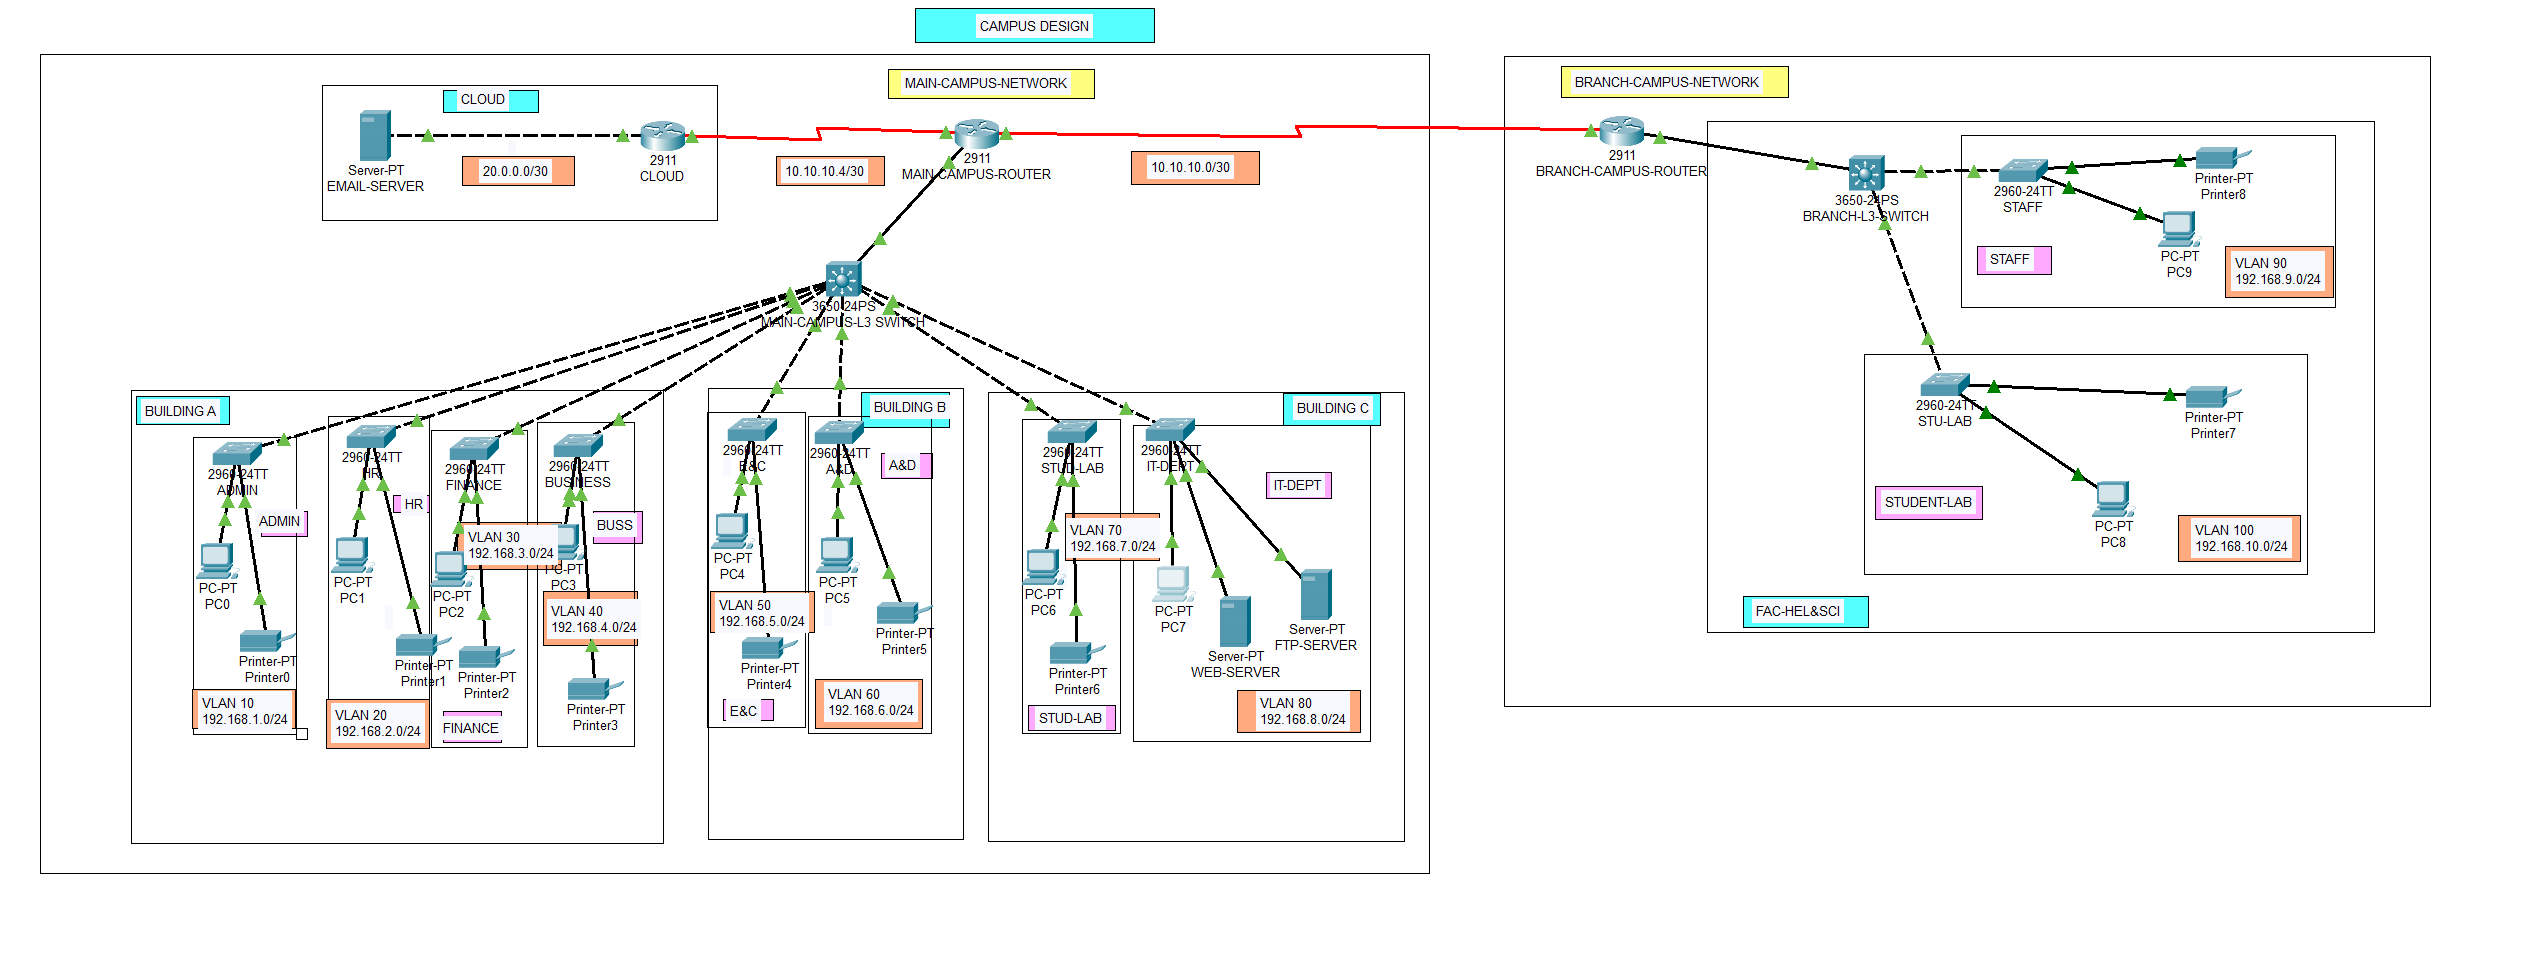 CAMPUS DESIGN
MAIN-CAMPUS-NETWORK
CLOUD
Server-PT
EMAIL-SERVER
20.0.0.0/30
2911
CLOUD
10.10.10.4/30
2911
MAIN-CAMPUS-ROUTER
10.10.10.0/30
3650-24PS
MAIN-CAMPUS-L3 SWITCH
BUILDING A
2960-24TT
ADMIN
ADMIN
PC-PT
PC0
Printer-PT
Printer0
VLAN 10
192.168.1.0/24
2960-24TT
HR
HR
PC-PT
PC1
Printer-PT
Printer1
VLAN 20
192.168.2.0/24
2960-24TT
FINANCE
VLAN 30
192.168.3.0/24
PC-PT
PC2
Printer-PT
Printer2
FINANCE
2960-24TT
BUSINESS
BUSS
PC-PT
PC3
VLAN 40
192.168.4.0/24
Printer-PT
Printer3
BUILDING B
2960-24TT
E&C
PC-PT
PC4
VLAN 50
192.168.5.0/24
Printer-PT
Printer4
E&C
2960-24TT
A&D
A&D
PC-PT
PC5
Printer-PT
Printer5
VLAN 60
192.168.6.0/24
BUILDING C
2960-24TT
STUD-LAB
VLAN 70
192.168.7.0/24
PC-PT
PC6
Printer-PT
Printer6
STUD-LAB
2960-24TT
IT-DEPT
IT-DEPT
PC-PT
PC7
Server-PT
WEB-SERVER
Server-PT
FTP-SERVER
VLAN 80
192.168.8.0/24
BRANCH-CAMPUS-NETWORK
2911
BRANCH-CAMPUS-ROUTER
3650-24PS
BRANCH-L3-SWITCH
2960-24TT
STAFF
Printer-PT
Printer8
STAFF
PC-PT
PC9
VLAN 90
192.168.9.0/24
2960-24TT
STU-LAB
Printer-PT
Printer7
STUDENT-LAB
PC-PT
PC8
VLAN 100
192.168.10.0/24
FAC-HEL&SCI